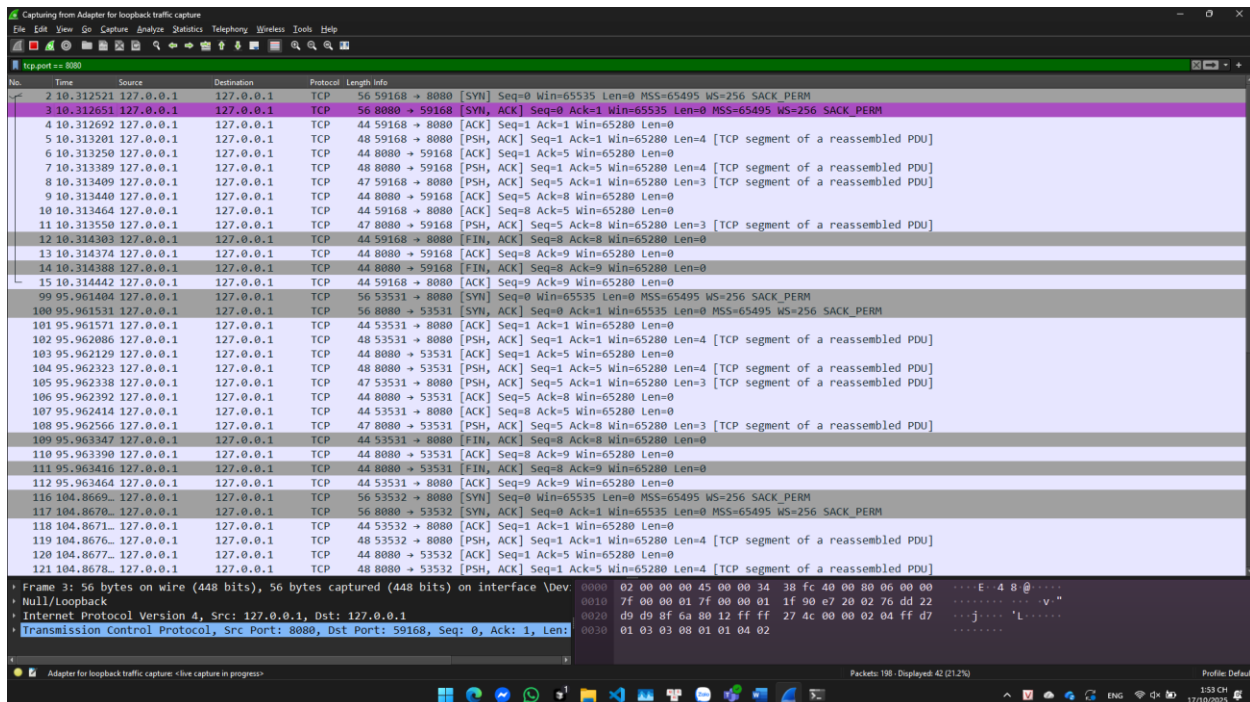 Capturing from Adapter for loopback traffic capture
File Edit View Go Capture Analyze Statistics Telephony Wireless Tools Help
tcp.port == 8080
No. Time Source Destination Protocol Length Info
2 10.312521 127.0.0.1 127.0.0.1 TCP 56 59168 → 8080 [SYN] Seq=0 Win=65535 Len=0 MSS=65495 WS=256 SACK_PERM
3 10.312651 127.0.0.1 127.0.0.1 TCP 56 8080 → 59168 [SYN, ACK] Seq=0 Ack=1 Win=65535 Len=0 MSS=65495 WS=256 SACK_PERM
4 10.312692 127.0.0.1 127.0.0.1 TCP 44 59168 → 8080 [ACK] Seq=1 Ack=1 Win=65280 Len=0
5 10.313201 127.0.0.1 127.0.0.1 TCP 48 59168 → 8080 [PSH, ACK] Seq=1 Ack=1 Win=65280 Len=4 [TCP segment of a reassembled PDU]
6 10.313250 127.0.0.1 127.0.0.1 TCP 44 8080 → 59168 [ACK] Seq=1 Ack=5 Win=65280 Len=0
7 10.313389 127.0.0.1 127.0.0.1 TCP 48 8080 → 59168 [PSH, ACK] Seq=1 Ack=5 Win=65280 Len=4 [TCP segment of a reassembled PDU]
8 10.313409 127.0.0.1 127.0.0.1 TCP 47 59168 → 8080 [PSH, ACK] Seq=5 Ack=1 Win=65280 Len=3 [TCP segment of a reassembled PDU]
9 10.313440 127.0.0.1 127.0.0.1 TCP 44 8080 → 59168 [ACK] Seq=5 Ack=8 Win=65280 Len=0
10 10.313464 127.0.0.1 127.0.0.1 TCP 44 59168 → 8080 [ACK] Seq=8 Ack=5 Win=65280 Len=0
11 10.313550 127.0.0.1 127.0.0.1 TCP 47 8080 → 59168 [PSH, ACK] Seq=5 Ack=8 Win=65280 Len=3 [TCP segment of a reassembled PDU]
12 10.314303 127.0.0.1 127.0.0.1 TCP 44 59168 → 8080 [FIN, ACK] Seq=8 Ack=8 Win=65280 Len=0
13 10.314374 127.0.0.1 127.0.0.1 TCP 44 8080 → 59168 [ACK] Seq=8 Ack=9 Win=65280 Len=0
14 10.314388 127.0.0.1 127.0.0.1 TCP 44 8080 → 59168 [FIN, ACK] Seq=8 Ack=9 Win=65280 Len=0
15 10.314442 127.0.0.1 127.0.0.1 TCP 44 59168 → 8080 [ACK] Seq=9 Ack=9 Win=65280 Len=0
99 95.961404 127.0.0.1 127.0.0.1 TCP 56 53531 → 8080 [SYN] Seq=0 Win=65535 Len=0 MSS=65495 WS=256 SACK_PERM
100 95.961531 127.0.0.1 127.0.0.1 TCP 56 8080 → 53531 [SYN, ACK] Seq=0 Ack=1 Win=65535 Len=0 MSS=65495 WS=256 SACK_PERM
101 95.961571 127.0.0.1 127.0.0.1 TCP 44 53531 → 8080 [ACK] Seq=1 Ack=1 Win=65280 Len=0
102 95.962086 127.0.0.1 127.0.0.1 TCP 48 53531 → 8080 [PSH, ACK] Seq=1 Ack=1 Win=65280 Len=4 [TCP segment of a reassembled PDU]
103 95.962129 127.0.0.1 127.0.0.1 TCP 44 8080 → 53531 [ACK] Seq=1 Ack=5 Win=65280 Len=0
104 95.962323 127.0.0.1 127.0.0.1 TCP 48 8080 → 53531 [PSH, ACK] Seq=1 Ack=5 Win=65280 Len=4 [TCP segment of a reassembled PDU]
105 95.962338 127.0.0.1 127.0.0.1 TCP 47 53531 → 8080 [PSH, ACK] Seq=5 Ack=1 Win=65280 Len=3 [TCP segment of a reassembled PDU]
106 95.962392 127.0.0.1 127.0.0.1 TCP 44 8080 → 53531 [ACK] Seq=5 Ack=8 Win=65280 Len=0
107 95.962414 127.0.0.1 127.0.0.1 TCP 44 53531 → 8080 [ACK] Seq=8 Ack=5 Win=65280 Len=0
108 95.962566 127.0.0.1 127.0.0.1 TCP 47 8080 → 53531 [PSH, ACK] Seq=5 Ack=8 Win=65280 Len=3 [TCP segment of a reassembled PDU]
109 95.963347 127.0.0.1 127.0.0.1 TCP 44 53531 → 8080 [FIN, ACK] Seq=8 Ack=8 Win=65280 Len=0
110 95.963390 127.0.0.1 127.0.0.1 TCP 44 8080 → 53531 [ACK] Seq=8 Ack=9 Win=65280 Len=0
111 95.963416 127.0.0.1 127.0.0.1 TCP 44 8080 → 53531 [FIN, ACK] Seq=8 Ack=9 Win=65280 Len=0
112 95.963464 127.0.0.1 127.0.0.1 TCP 44 53531 → 8080 [ACK] Seq=9 Ack=9 Win=65280 Len=0
116 104.8669… 127.0.0.1 127.0.0.1 TCP 56 53532 → 8080 [SYN] Seq=0 Win=65535 Len=0 MSS=65495 WS=256 SACK_PERM
117 104.8670… 127.0.0.1 127.0.0.1 TCP 56 8080 → 53532 [SYN, ACK] Seq=0 Ack=1 Win=65535 Len=0 MSS=65495 WS=256 SACK_PERM
118 104.8671… 127.0.0.1 127.0.0.1 TCP 44 53532 → 8080 [ACK] Seq=1 Ack=1 Win=65280 Len=0
119 104.8676… 127.0.0.1 127.0.0.1 TCP 48 53532 → 8080 [PSH, ACK] Seq=1 Ack=1 Win=65280 Len=4 [TCP segment of a reassembled PDU]
120 104.8677… 127.0.0.1 127.0.0.1 TCP 44 8080 → 53532 [ACK] Seq=1 Ack=5 Win=65280 Len=0
121 104.8678… 127.0.0.1 127.0.0.1 TCP 48 8080 → 53532 [PSH, ACK] Seq=1 Ack=5 Win=65280 Len=4 [TCP segment of a reassembled PDU]
Frame 3: 56 bytes on wire (448 bits), 56 bytes captured (448 bits) on interface \Dev
Null/Loopback
Internet Protocol Version 4, Src: 127.0.0.1, Dst: 127.0.0.1
Transmission Control Protocol, Src Port: 8080, Dst Port: 59168, Seq: 0, Ack: 1, Len:
0000 02 00 00 00 45 00 00 34 38 fc 40 00 80 06 00 00 ····E··4 8·@·····
0010 7f 00 00 01 7f 00 00 01 1f 90 e7 20 02 76 dd 22 ········ ··· ·v·"
0020 d9 d9 8f 6a 80 12 ff ff 27 4c 00 00 02 04 ff d7 ···j···· 'L······
0030 01 03 03 08 01 01 04 02 ········
Adapter for loopback traffic capture: <live capture in progress>
Packets: 198 · Displayed: 42 (21.2%)
Profile: Defau
Zalo
ENG
1:53 CH
17/10/2025